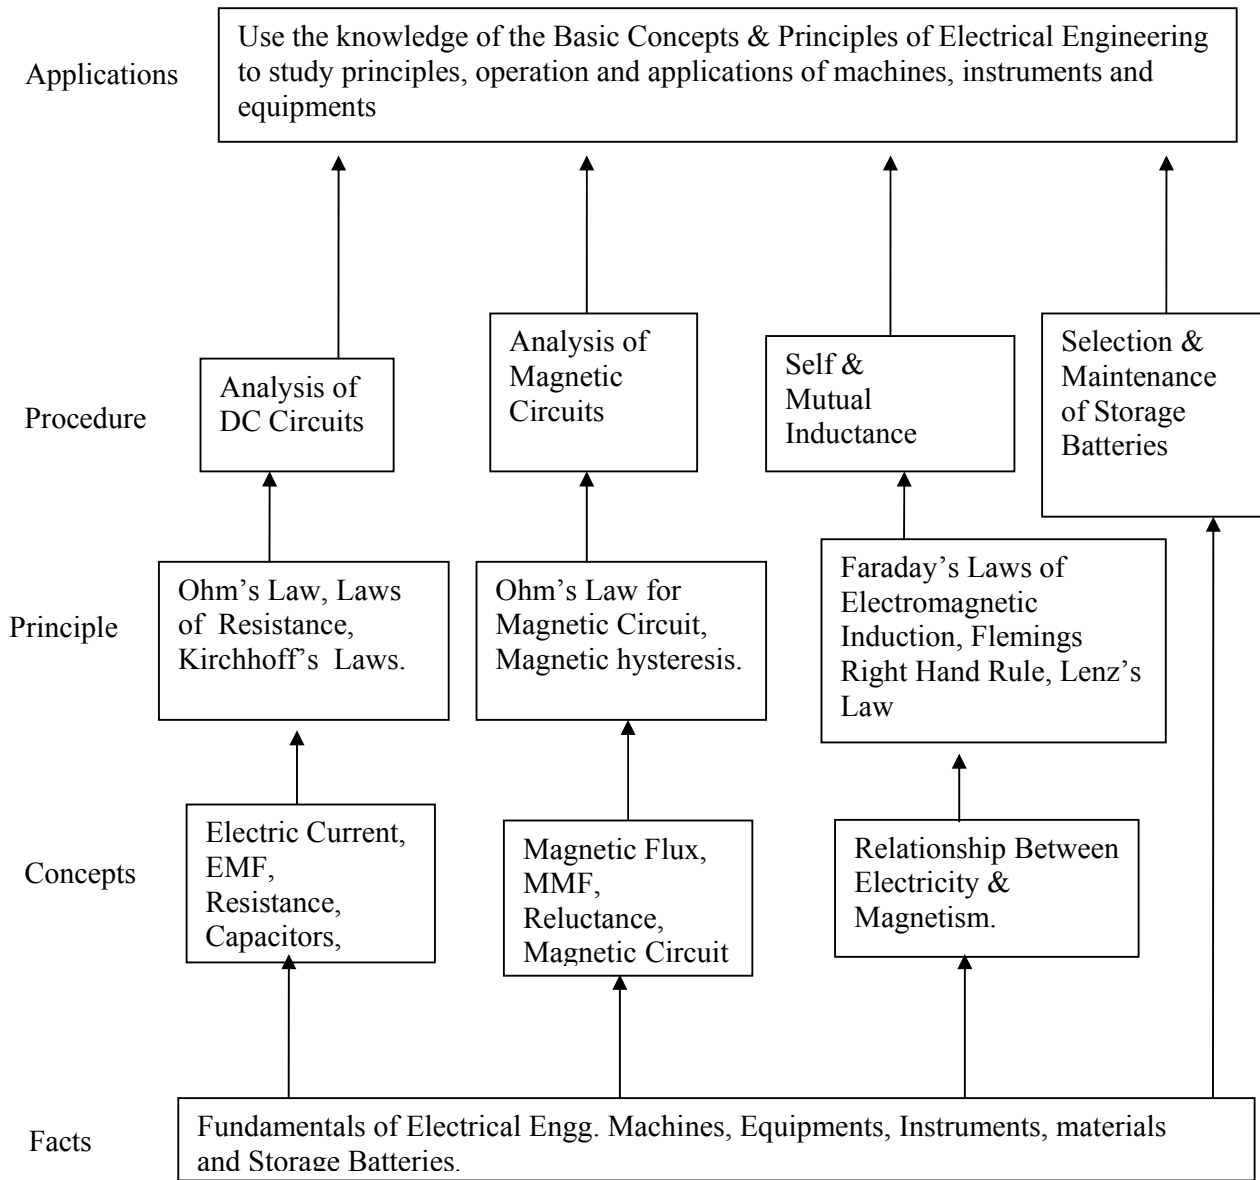 Applications
Use the knowledge of the Basic Concepts & Principles of Electrical Engineering
to study principles, operation and applications of machines, instruments and
equipments
Procedure
Analysis of
DC Circuits
Analysis of
Magnetic
Circuits
Self &
Mutual
Inductance
Selection &
Maintenance
of Storage
Batteries
Principle
Ohm’s Law, Laws
of Resistance,
Kirchhoff’s Laws.
Ohm’s Law for
Magnetic Circuit,
Magnetic hysteresis.
Faraday’s Laws of
Electromagnetic
Induction, Flemings
Right Hand Rule, Lenz’s
Law
Concepts
Electric Current,
EMF,
Resistance,
Capacitors,
Magnetic Flux,
MMF,
Reluctance,
Magnetic Circuit
Relationship Between
Electricity &
Magnetism.
Facts
Fundamentals of Electrical Engg. Machines, Equipments, Instruments, materials
and Storage Batteries.